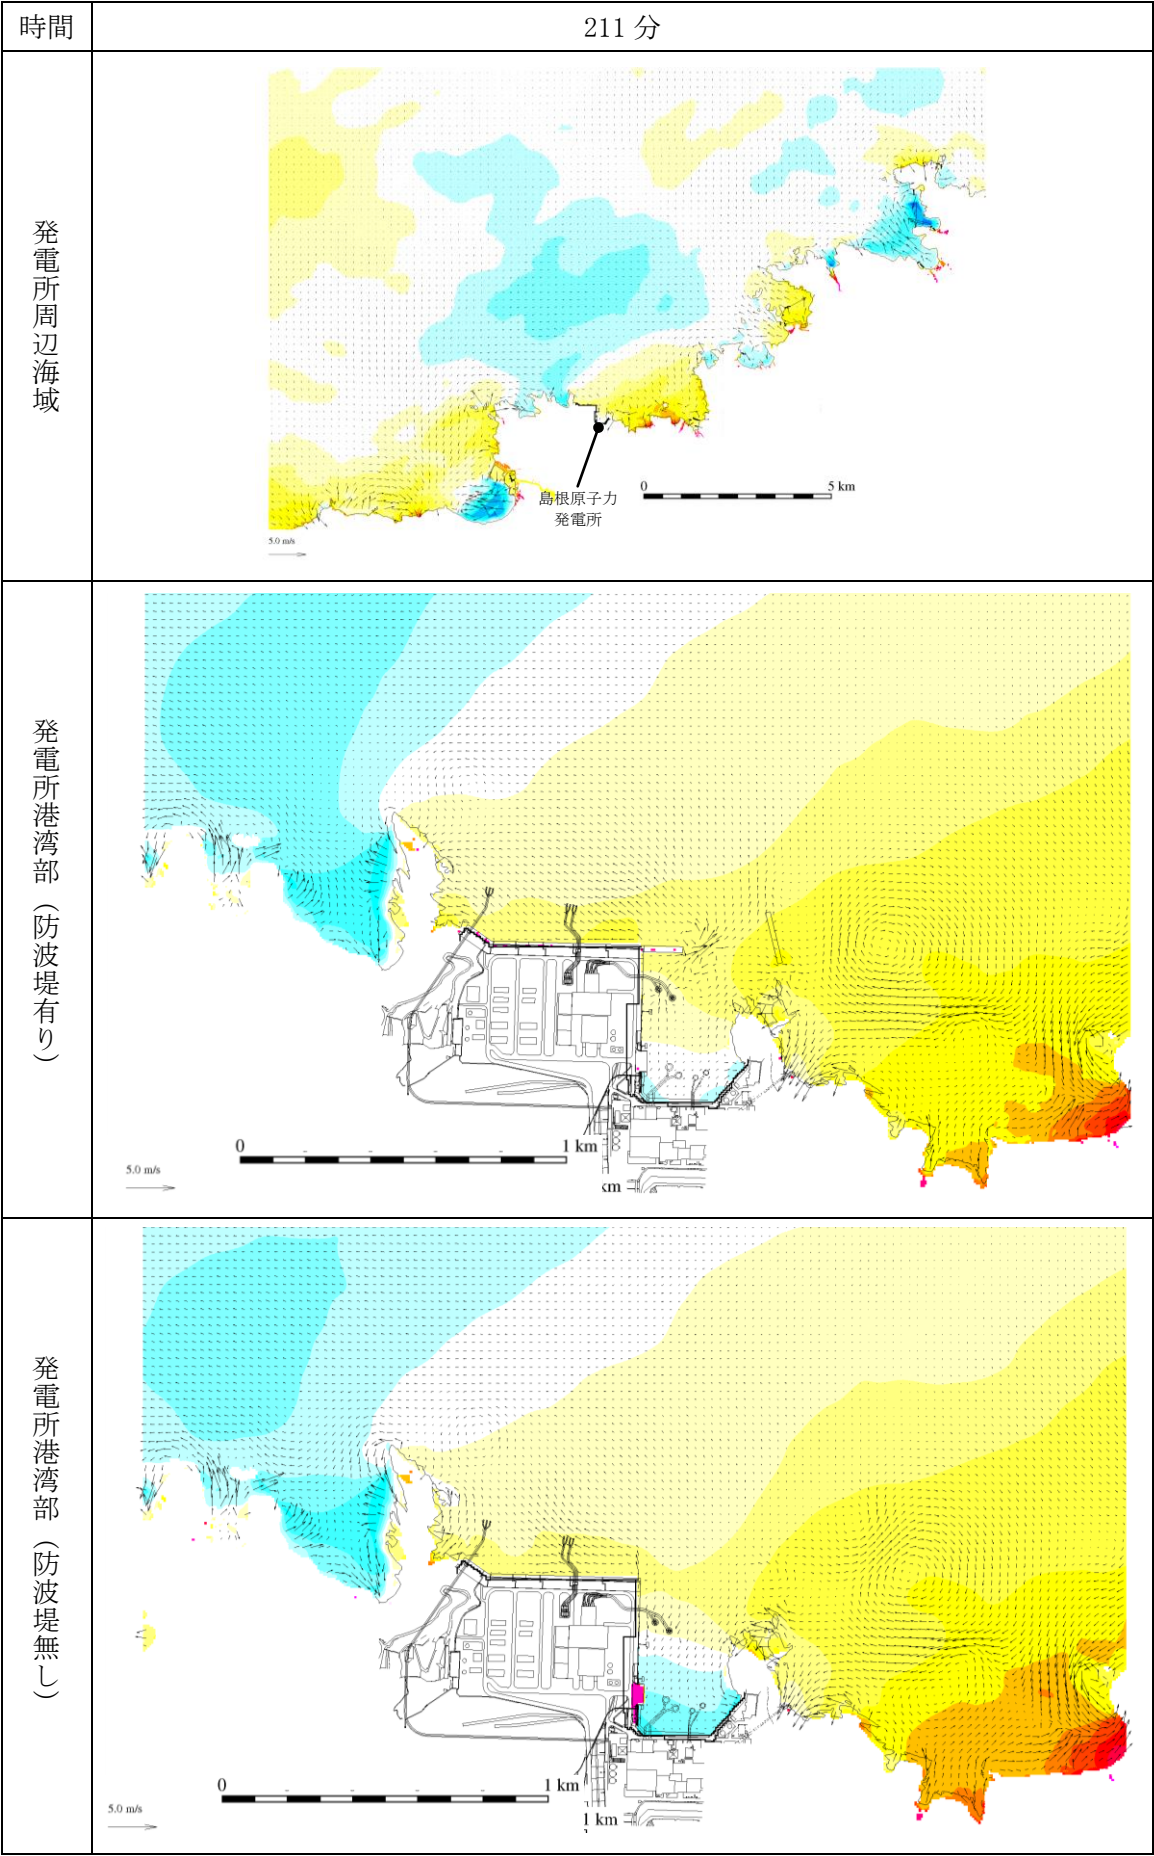 時間
211 分
発電所周辺海域
0
5 km
島根原子力
発電所
5.0 m/s
発電所港湾部（防波堤有り）
0
1 km
5.0 m/s
km
発電所港湾部（防波堤無し）
0
1 km
5.0 m/s
1 km